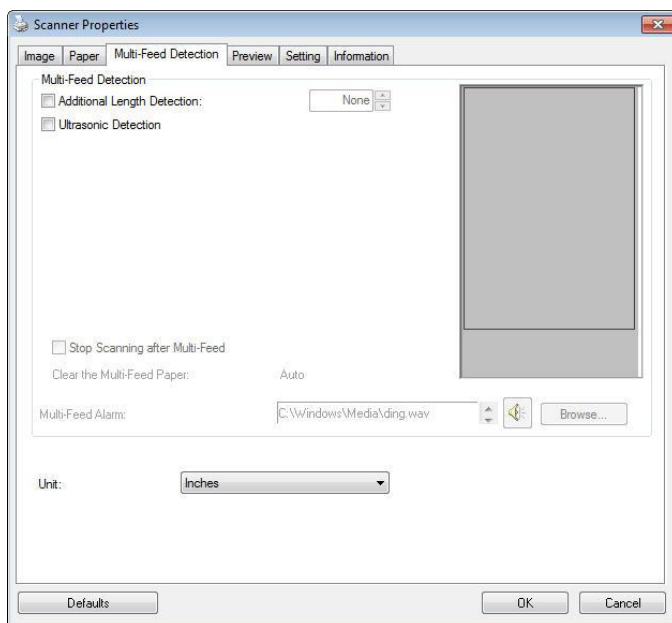 Scanner Properties
Image Paper Multi-Feed Detection Preview Setting Information
Multi-Feed Detection
Additional Length Detection: None
Ultrasonic Detection
Stop Scanning after Multi-Feed
Clear the Multi-Feed Paper: Auto
Multi-Feed Alarm: C:\Windows\Media\ding.wav Browse...
Unit: Inches
Defaults OK Cancel